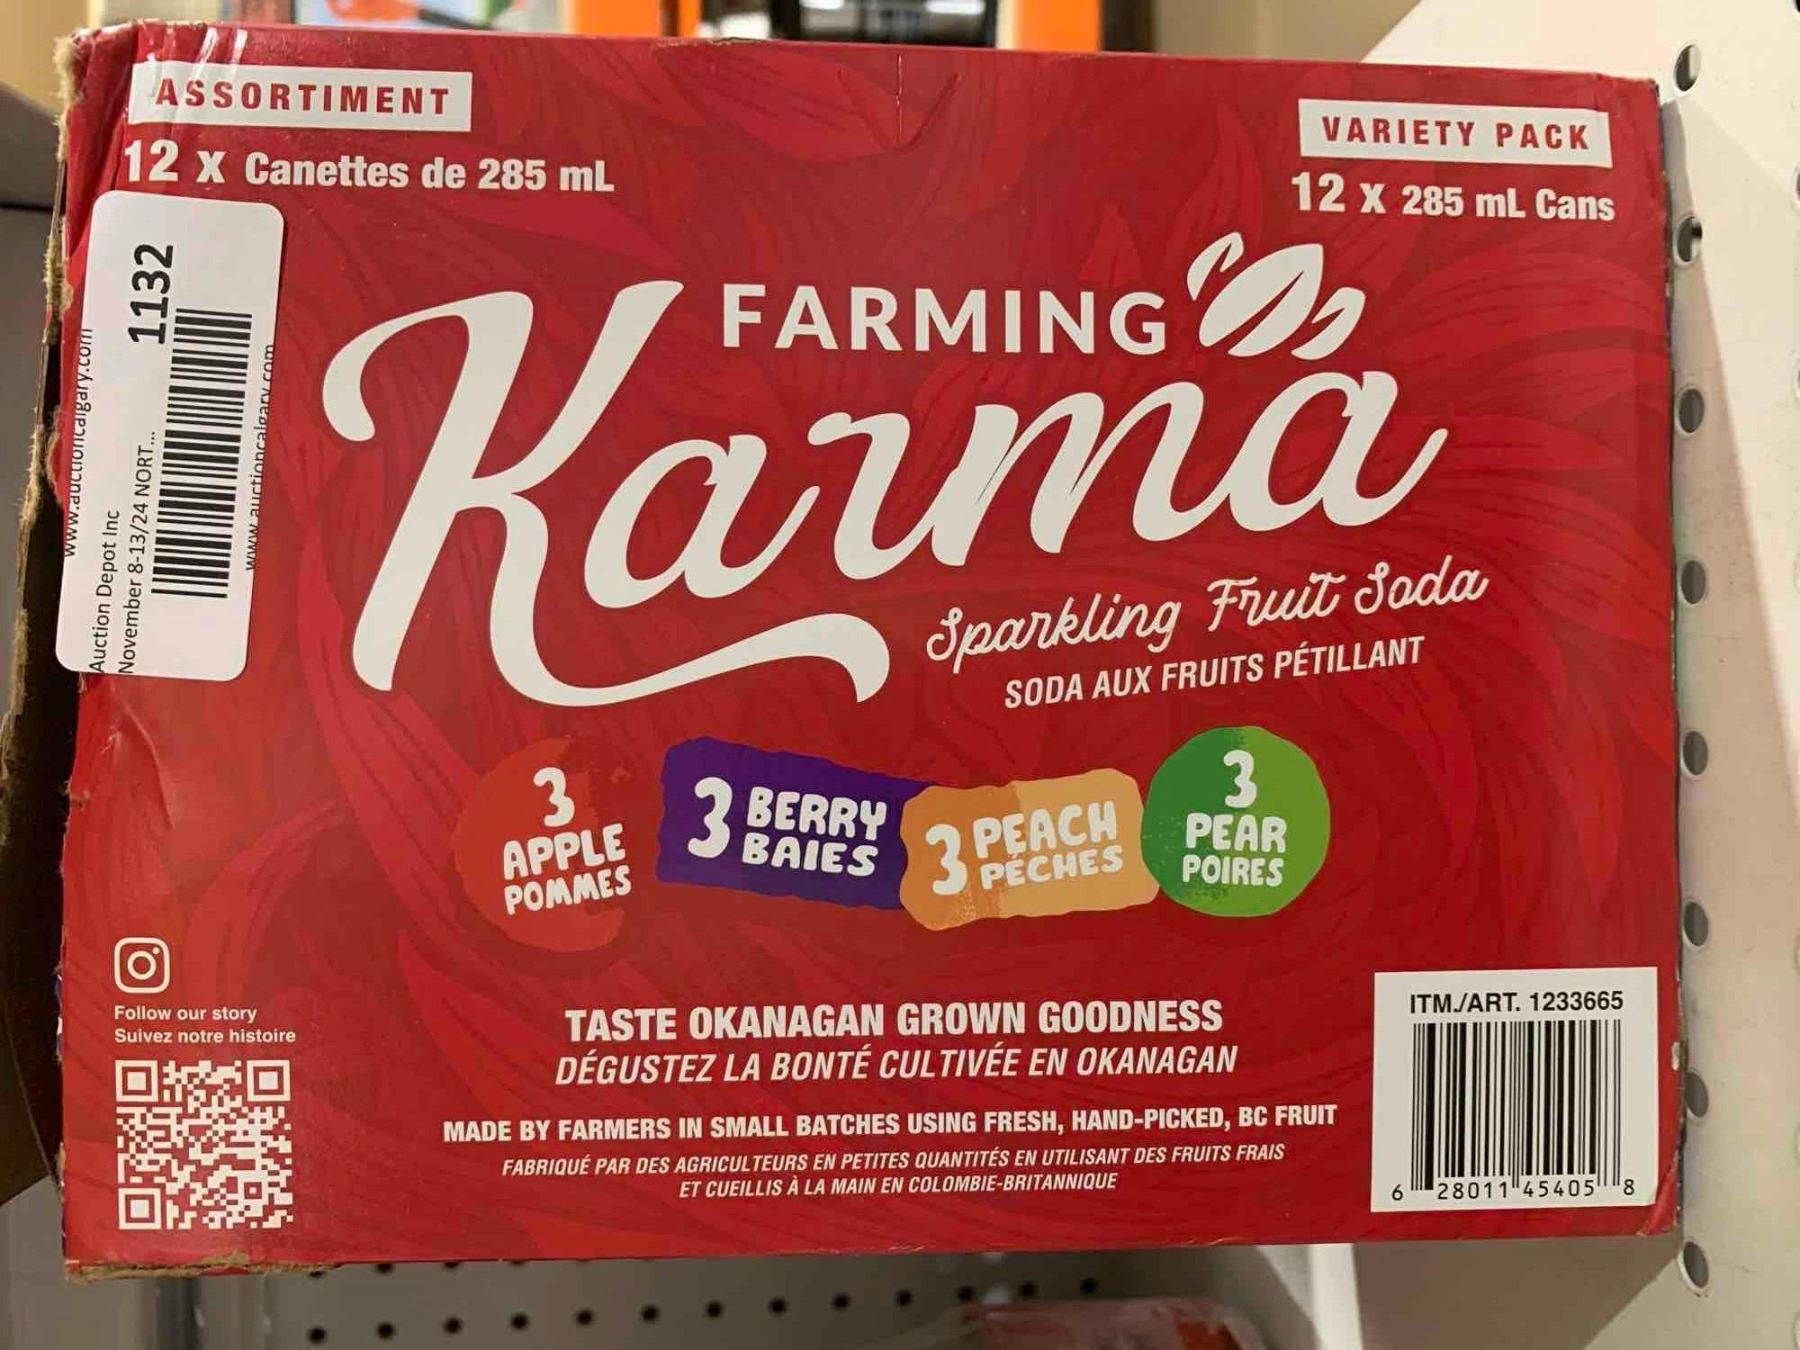 ASSORTIMENT
12 X Canettes de 285 mL
VARIETY PACK
12 X 285 mL Cans
www.auctioncalgary.com
Auction Depot Inc
November 8-13/24 NORT...
1132
www.auctioncalgary.com
FARMING
Karma
Sparkling Fruit Soda
SODA AUX FRUITS PÉTILLANT
3
APPLE
POMMES
3 BERRY
BAIES
3 PEACH
PÉCHES
3
PEAR
POIRES
Follow our story
Suivez notre histoire
TASTE OKANAGAN GROWN GOODNESS
DÉGUSTEZ LA BONTÉ CULTIVÉE EN OKANAGAN
MADE BY FARMERS IN SMALL BATCHES USING FRESH, HAND-PICKED, BC FRUIT
FABRIQUÉ PAR DES AGRICULTEURS EN PETITES QUANTITÉS EN UTILISANT DES FRUITS FRAIS
ET CUEILLIS À LA MAIN EN COLOMBIE-BRITANNIQUE
ITM./ART. 1233665
6 28011 45405 8